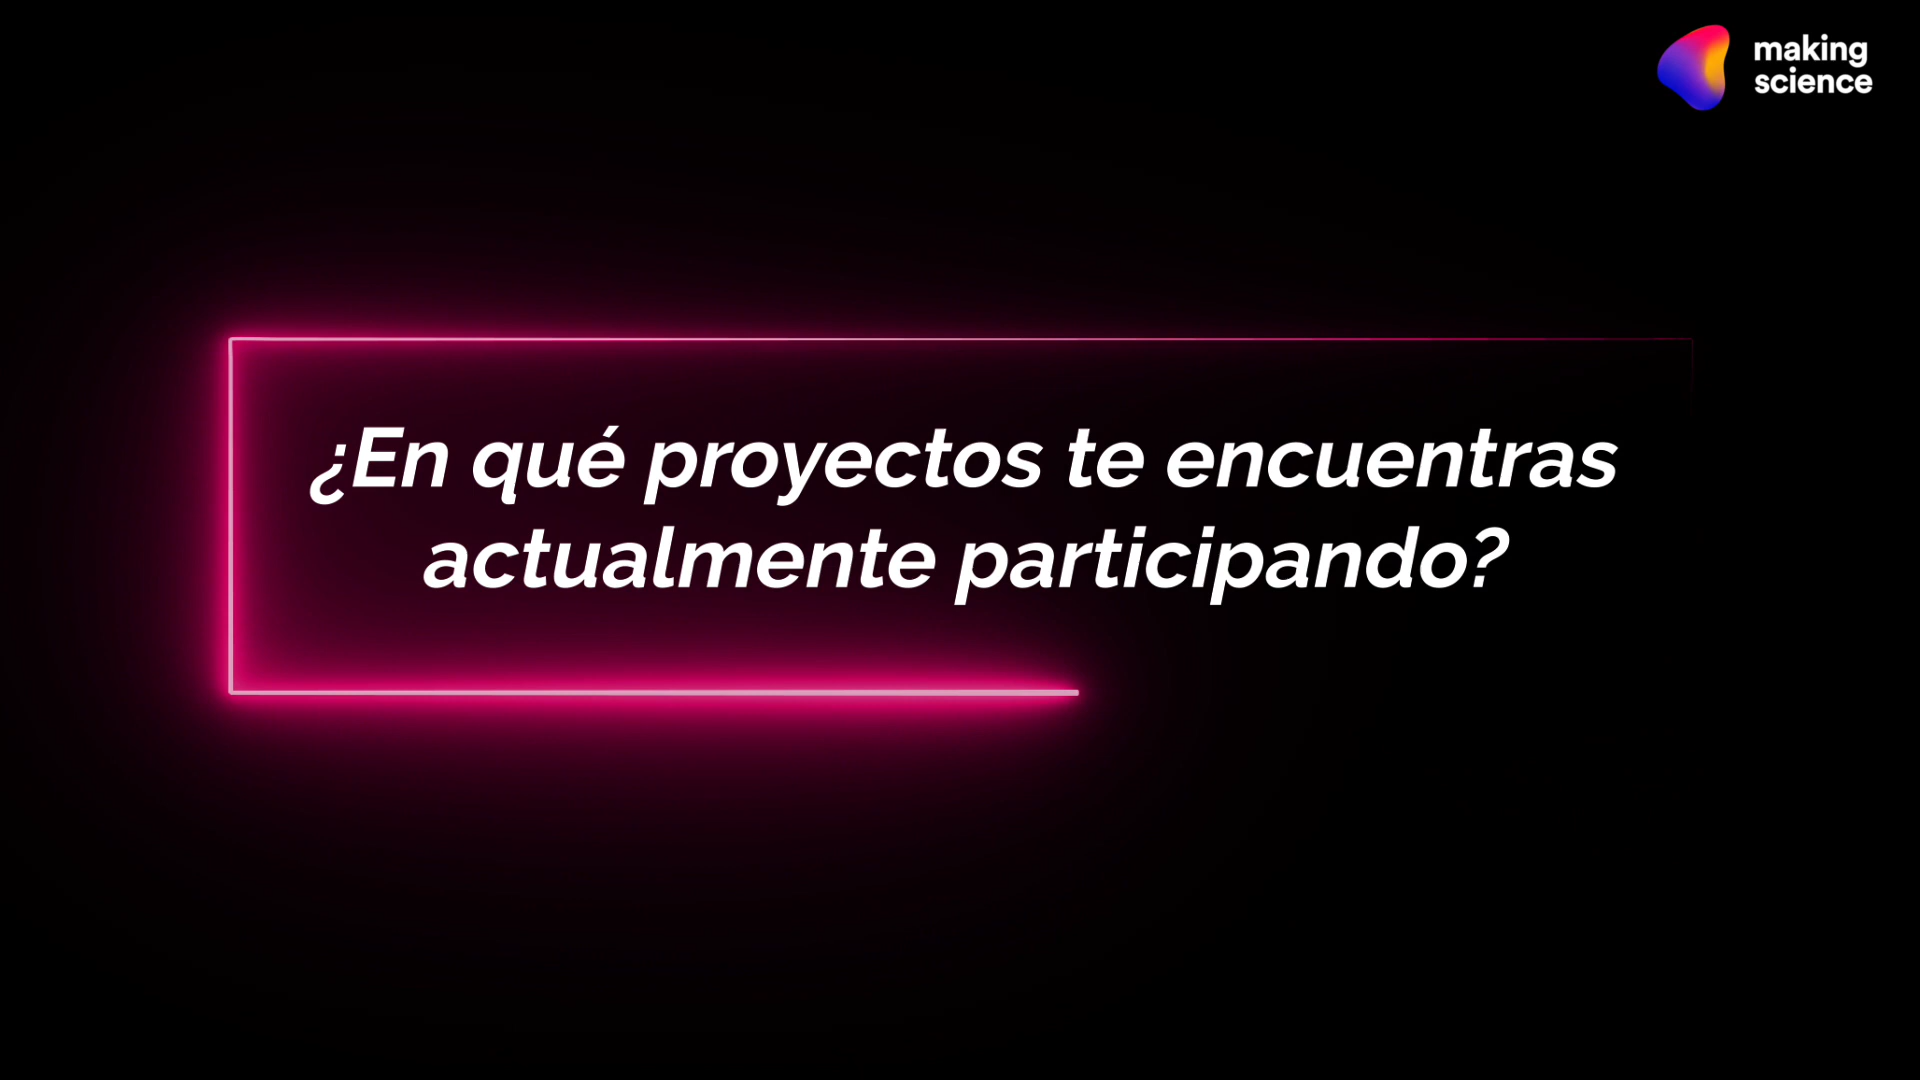 making
science
¿En qué proyectos te encuentras
actualmente participando?